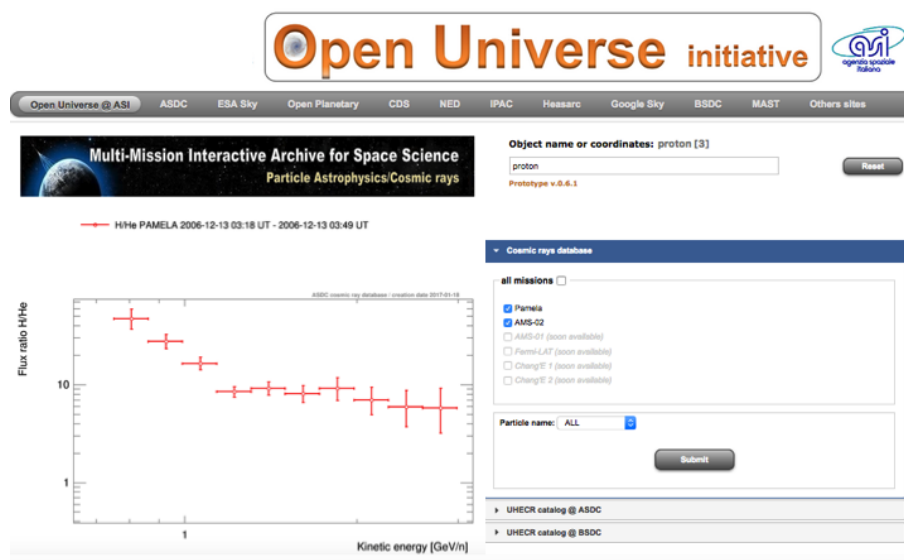 Open Universe initiative
asi
agenzia spaziale
italiana
Open Universe @ ASI ASDC ESA Sky Open Planetary CDS NED IPAC Heasarc Google Sky BSDC MAST Others sites
Multi-Mission Interactive Archive for Space Science
Particle Astrophysics/Cosmic rays
Object name or coordinates: proton [3]
proton
Reset
Prototype v.0.6.1
H/He PAMELA 2006-12-13 03:18 UT - 2006-12-13 03:49 UT
ASDC cosmic ray database / creation date 2017-01-18
Flux ratio H/He
10
1
1
Kinetic energy [GeV/n]
Cosmic rays database
all missions
Pamela
AMS-02
AMS-01 (soon available)
Fermi-LAT (soon available)
Chang'E 1 (soon available)
Chang'E 2 (soon available)
Particle name: ALL
Submit
UHECR catalog @ ASDC
UHECR catalog @ BSDC